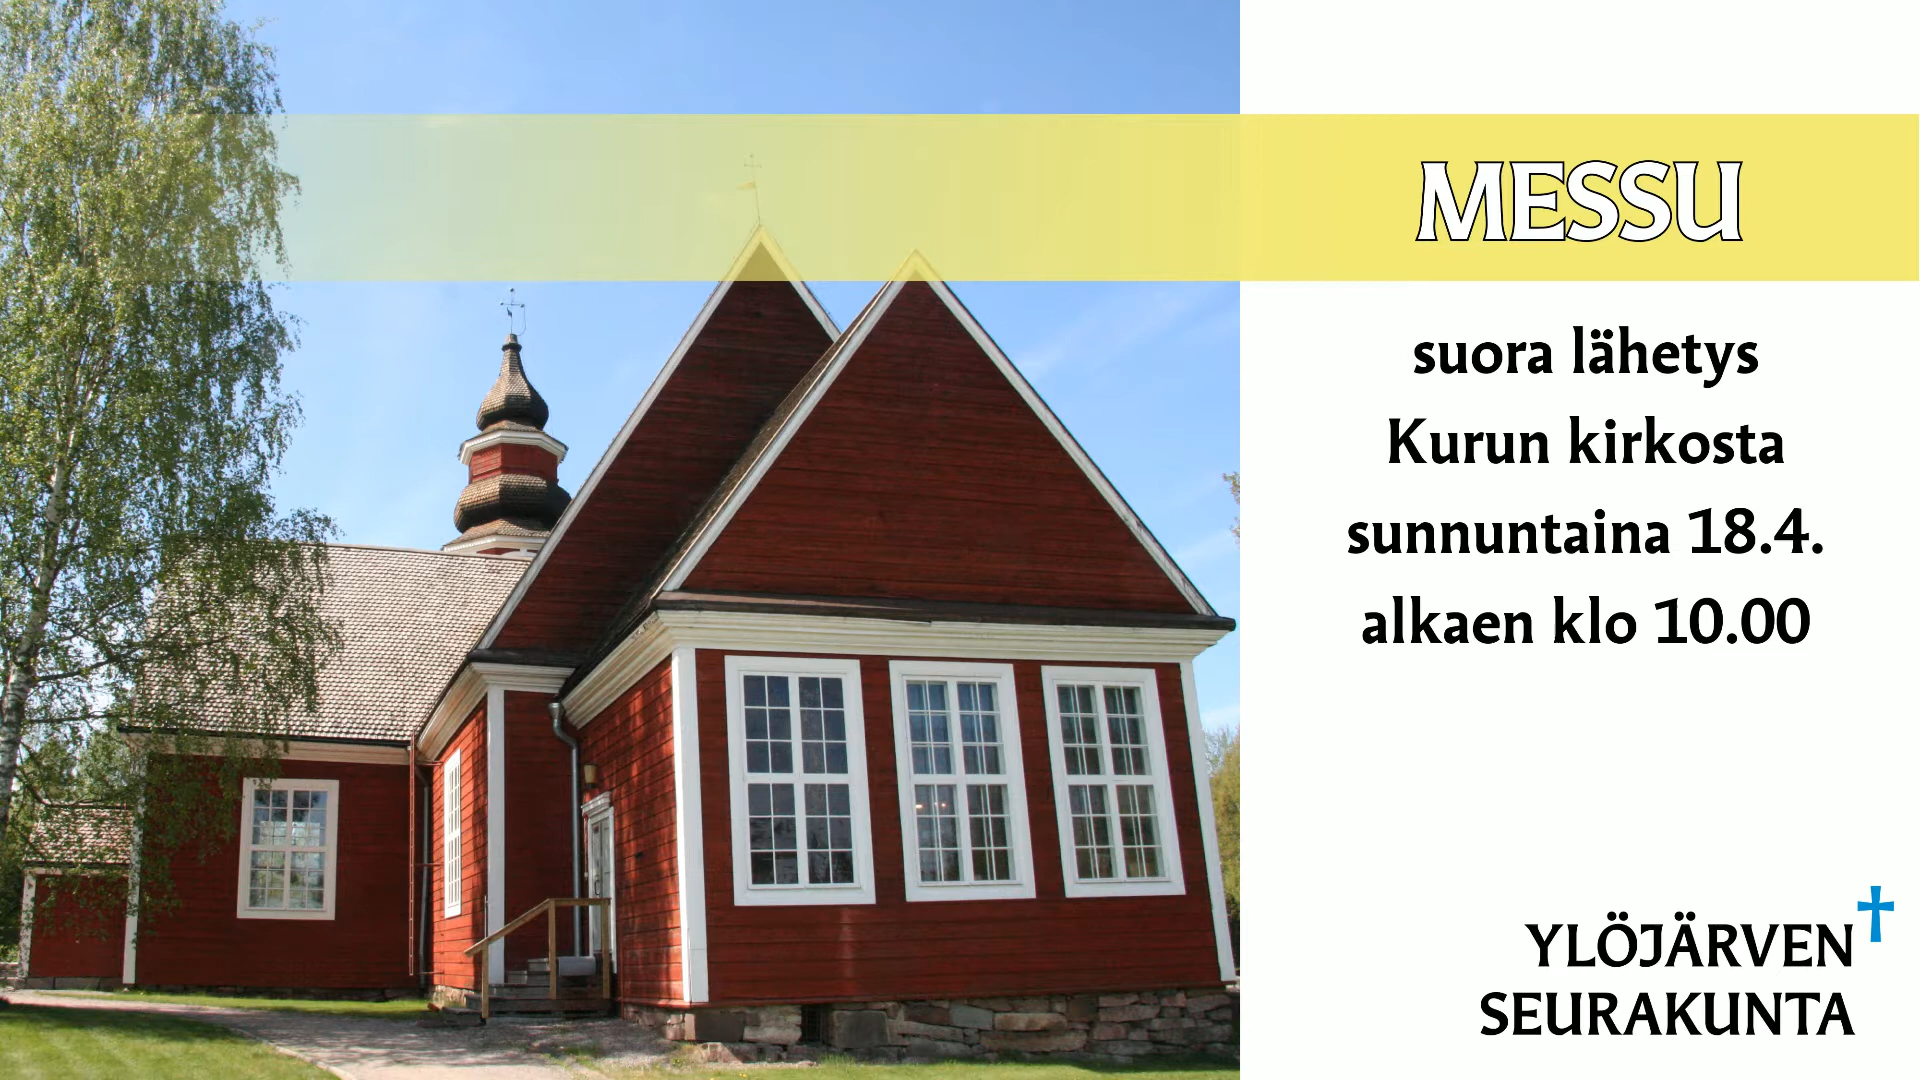 MESSU
suora lähetys
Kurun kirkosta
sunnuntaina 18.4.
alkaen klo 10.00
YLÖJÄRVEN
SEURAKUNTA